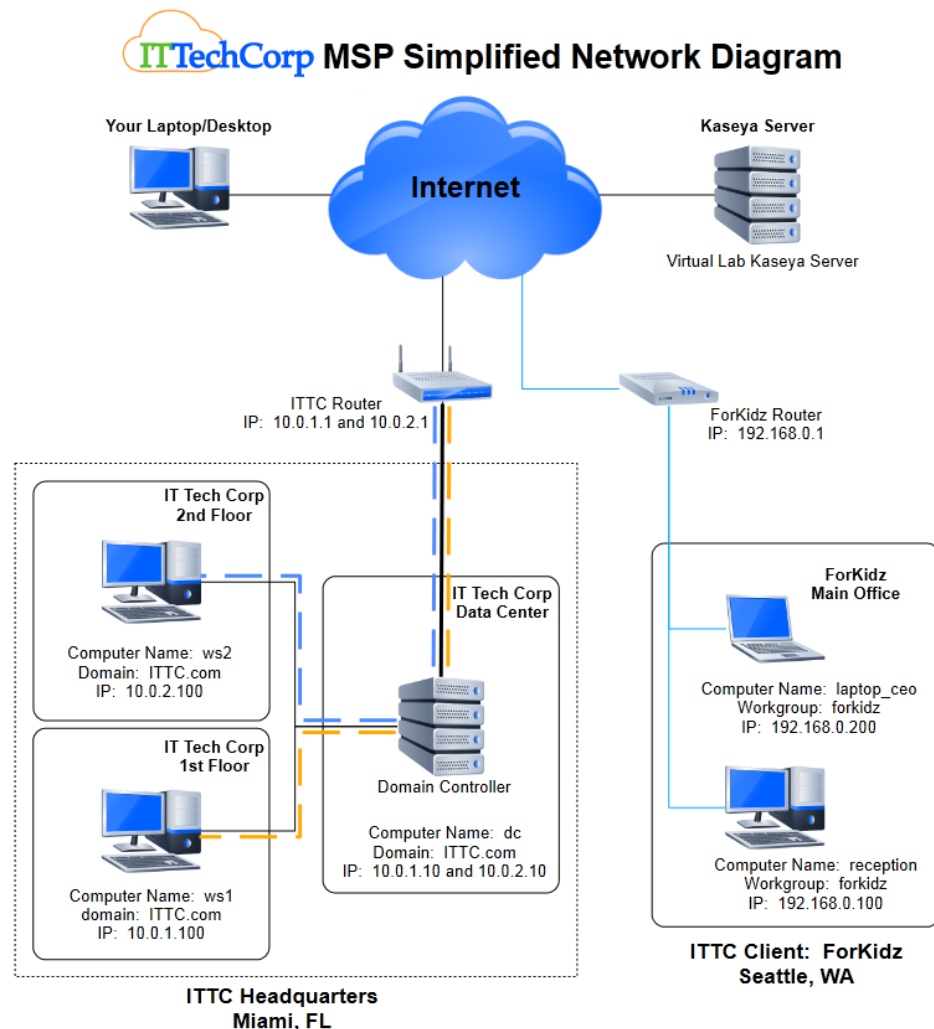 ITTechCorp MSP Simplified Network Diagram
Your Laptop/Desktop
Internet
Kaseya Server
Virtual Lab Kaseya Server
ITTC Router
IP: 10.0.1.1 and 10.0.2.1
ForKidz Router
IP: 192.168.0.1
IT Tech Corp
2nd Floor
Computer Name: ws2
Domain: ITTC.com
IP: 10.0.2.100
IT Tech Corp
1st Floor
Computer Name: ws1
domain: ITTC.com
IP: 10.0.1.100
IT Tech Corp
Data Center
Domain Controller
Computer Name: dc
Domain: ITTC.com
IP: 10.0.1.10 and 10.0.2.10
ITTC Headquarters
Miami, FL
ForKidz
Main Office
Computer Name: laptop_ceo
Workgroup: forkidz
IP: 192.168.0.200
Computer Name: reception
Workgroup: forkidz
IP: 192.168.0.100
ITTC Client: ForKidz
Seattle, WA